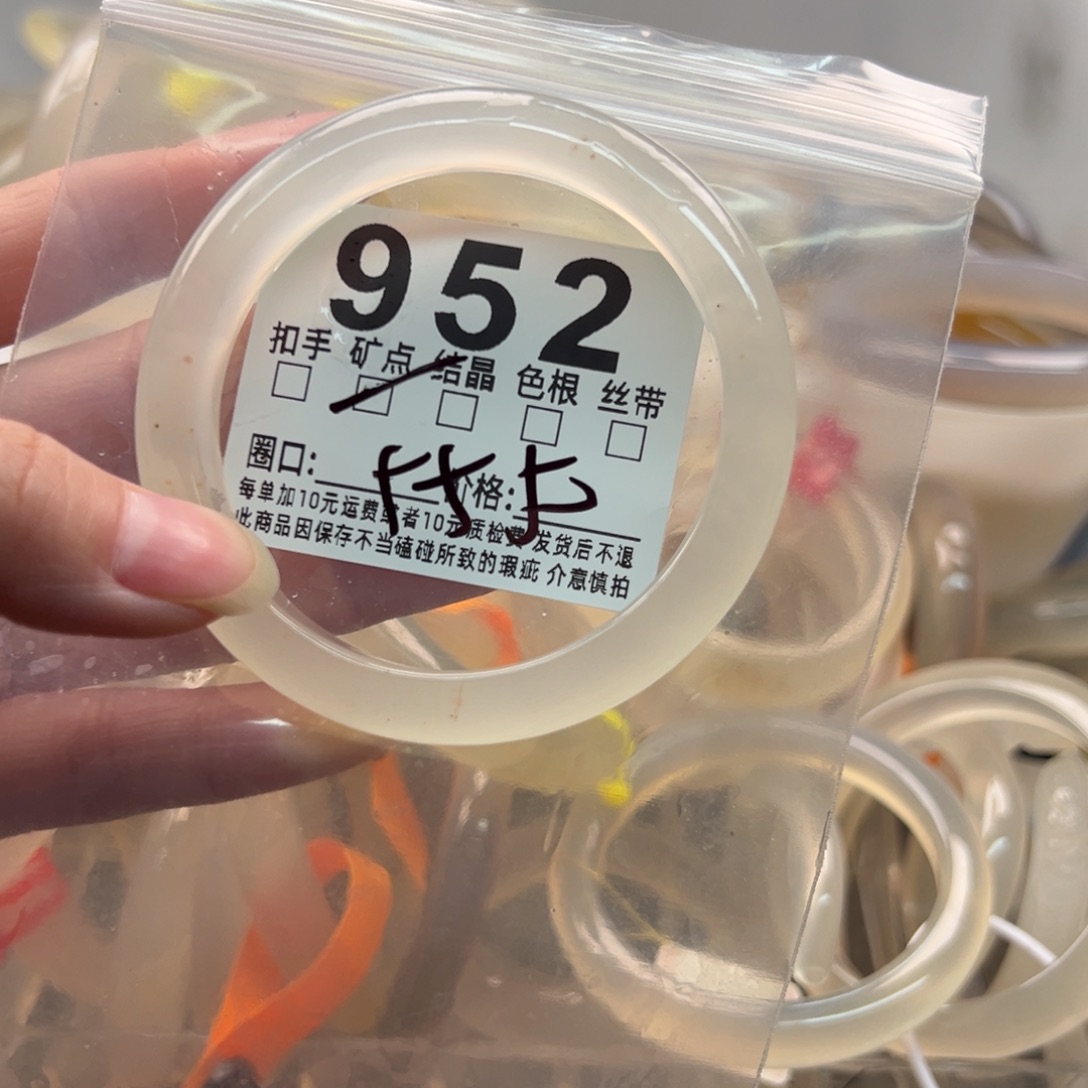 952
扣手 矿点 结晶 色根 丝带
圈口: 价格:
每单加10元运费或者10元质检费 发货后不退
此商品因保存不当磕碰所致的瑕疵 介意慎拍